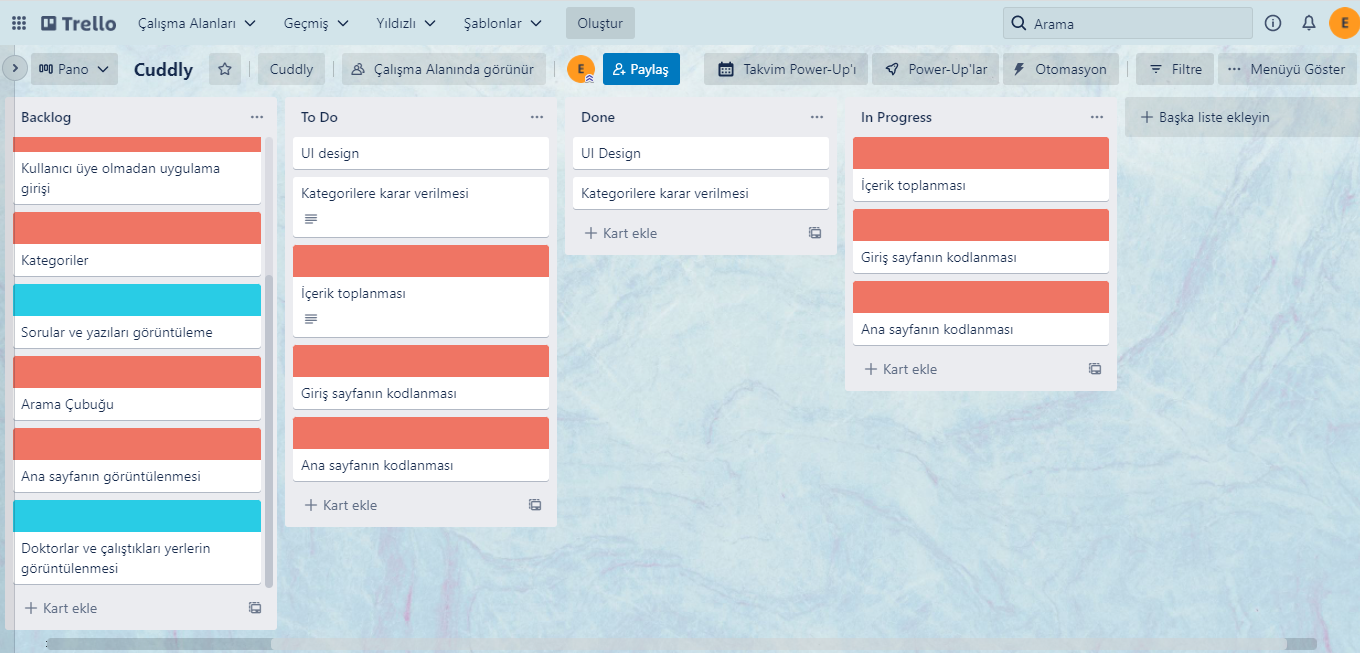 Trello
Çalışma Alanları
Geçmiş
Yıldızlı
Şablonlar
Oluştur
Arama
E
Pano
Cuddly
Cuddly
Çalışma Alanında görünür
E
Paylaş
Takvim Power-Up'ı
Power-Up'lar
Otomasyon
Filtre
Menüyü Göster
Backlog
Kullanıcı üye olmadan uygulama
girişi
Kategoriler
Sorular ve yazıları görüntüleme
Arama Çubuğu
Ana sayfanın görüntülenmesi
Doktorlar ve çalıştıkları yerlerin
görüntülenmesi
Kart ekle
To Do
UI design
Kategorilere karar verilmesi
İçerik toplanması
Giriş sayfanın kodlanması
Ana sayfanın kodlanması
Kart ekle
Done
UI Design
Kategorilere karar verilmesi
Kart ekle
In Progress
İçerik toplanması
Giriş sayfanın kodlanması
Ana sayfanın kodlanması
Kart ekle
Başka liste ekleyin